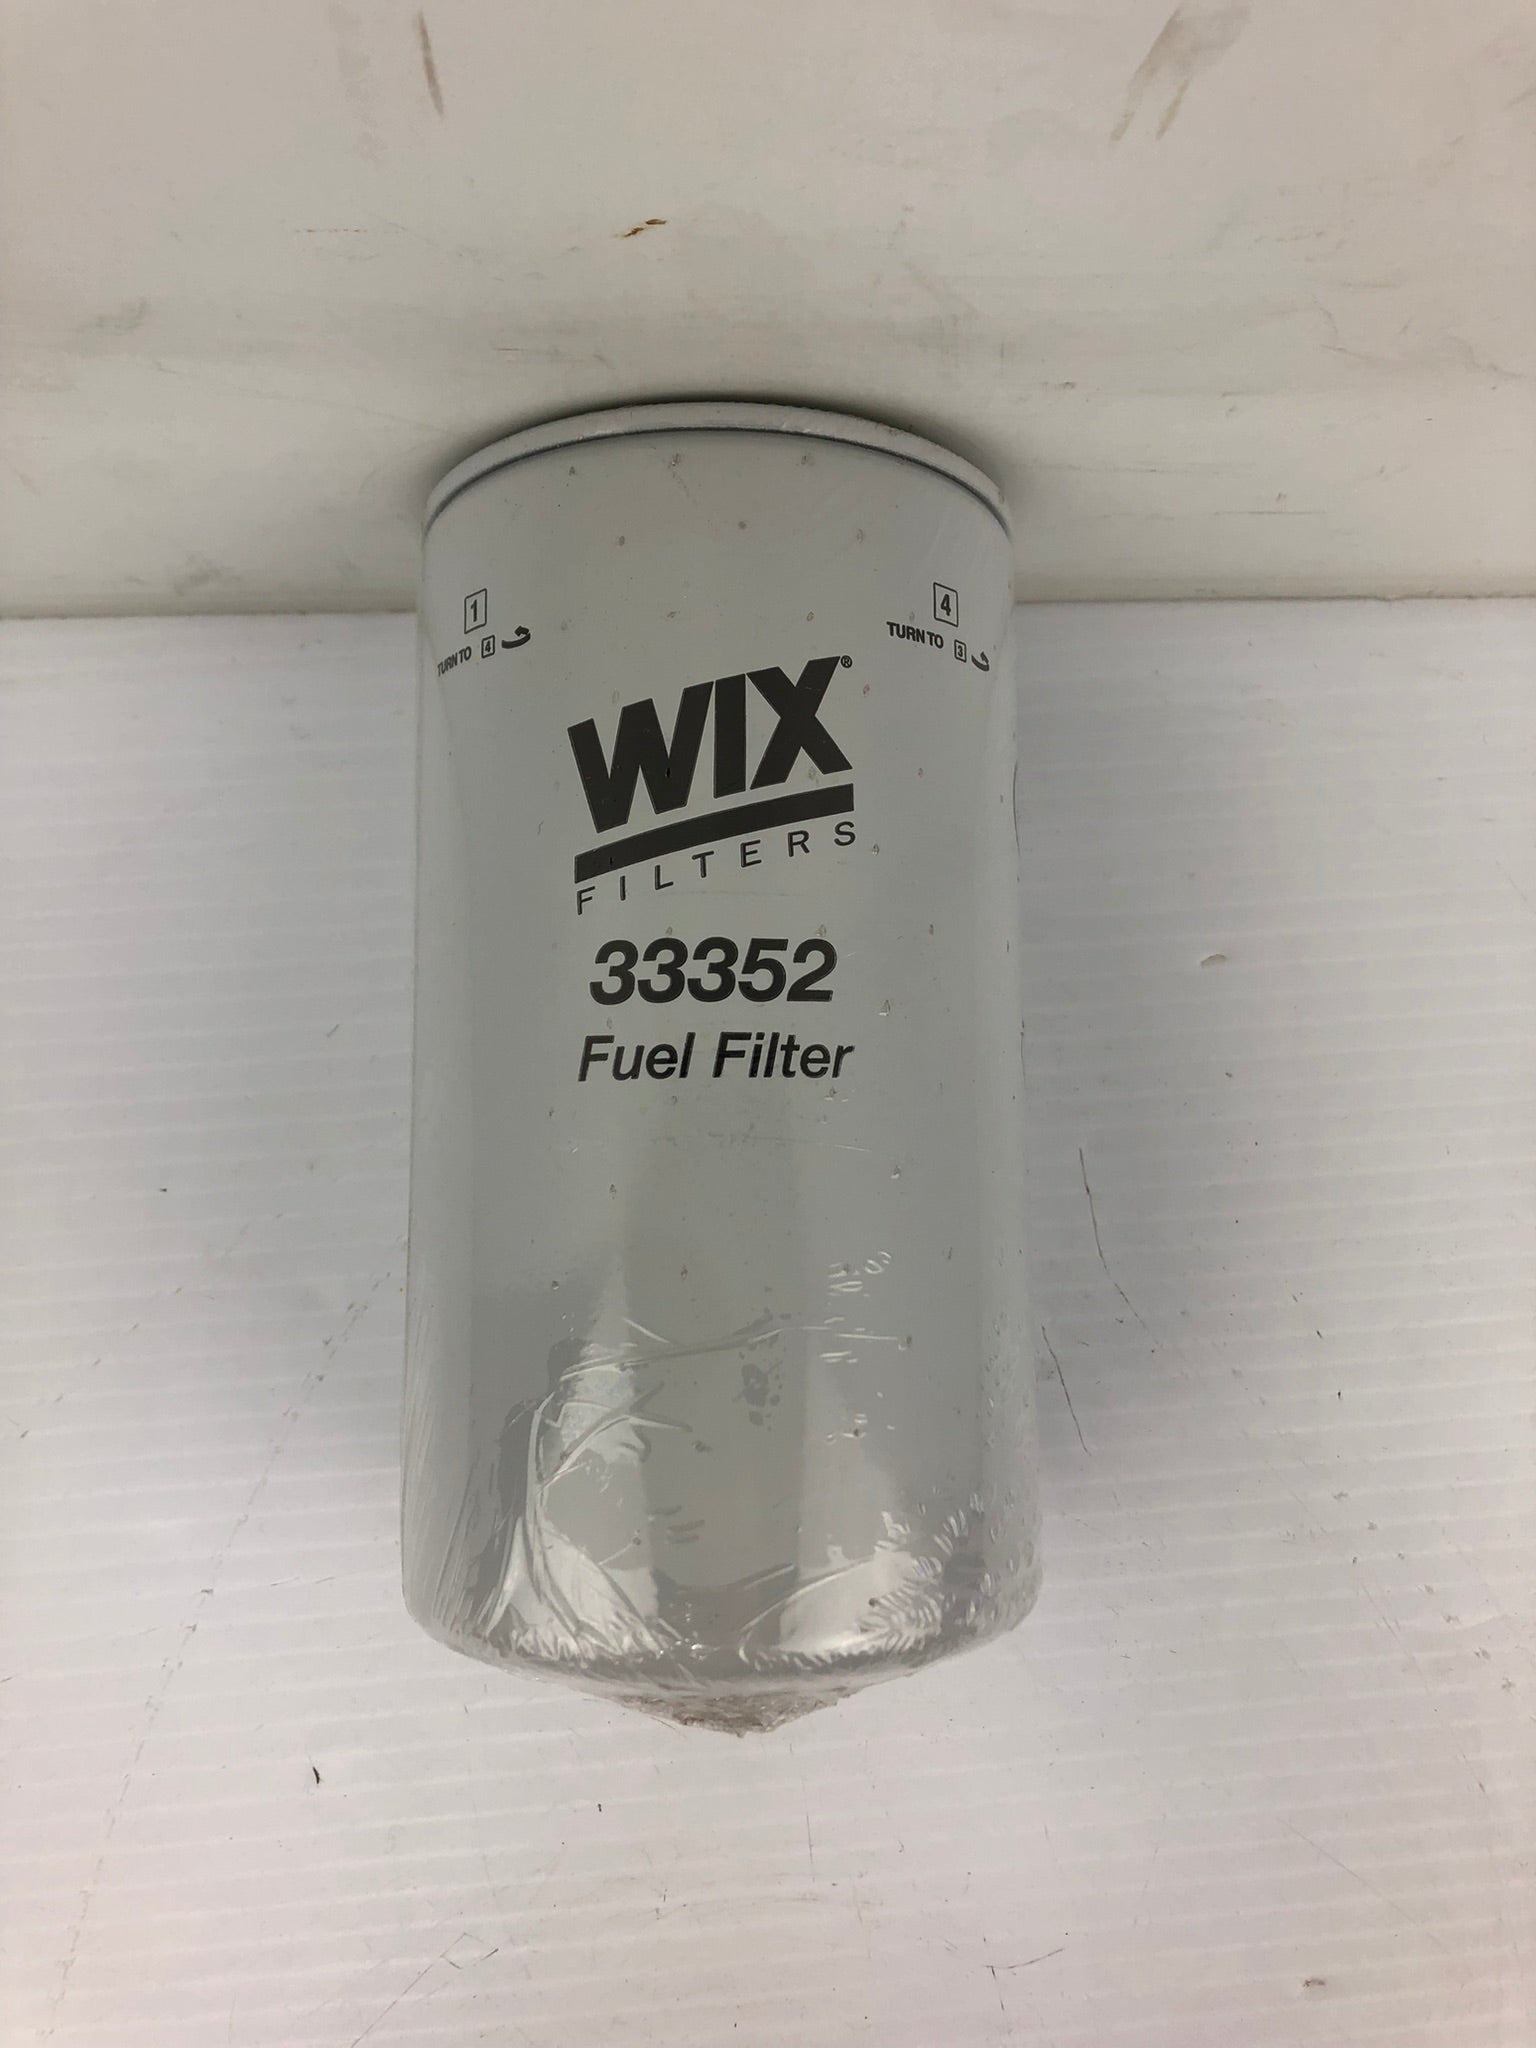 1
TURN TO 4
4
TURN TO 3
WIX®
FILTERS
33352
Fuel Filter